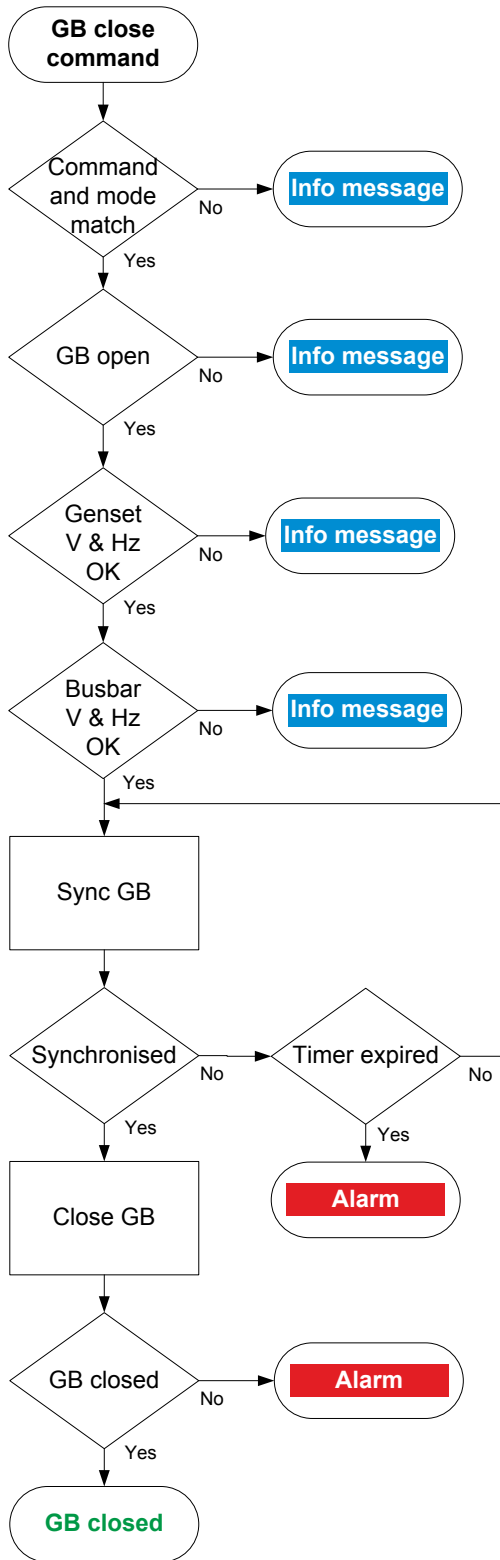 GB close
command
Command
and mode
match
No
Info message
Yes
GB open
No
Info message
Yes
Genset
V & Hz
OK
No
Info message
Yes
Busbar
V & Hz
OK
No
Info message
Yes
Sync GB
Synchronised
No
Timer expired
No
Yes
Yes
Alarm
Close GB
GB closed
No
Alarm
Yes
GB closed